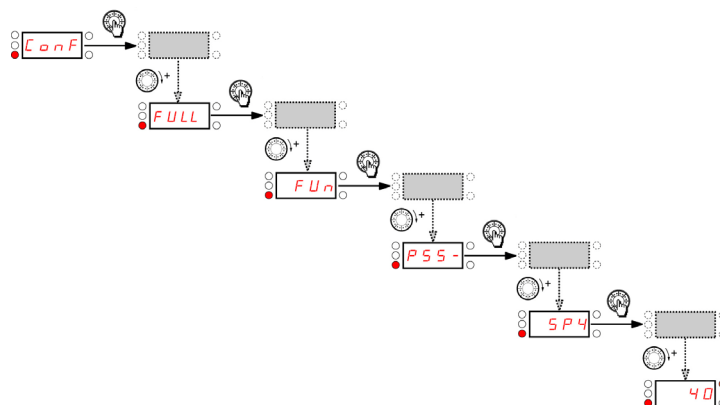 ConF
+
FULL
+
FUn
+
PSS-
+
SP4
+
40